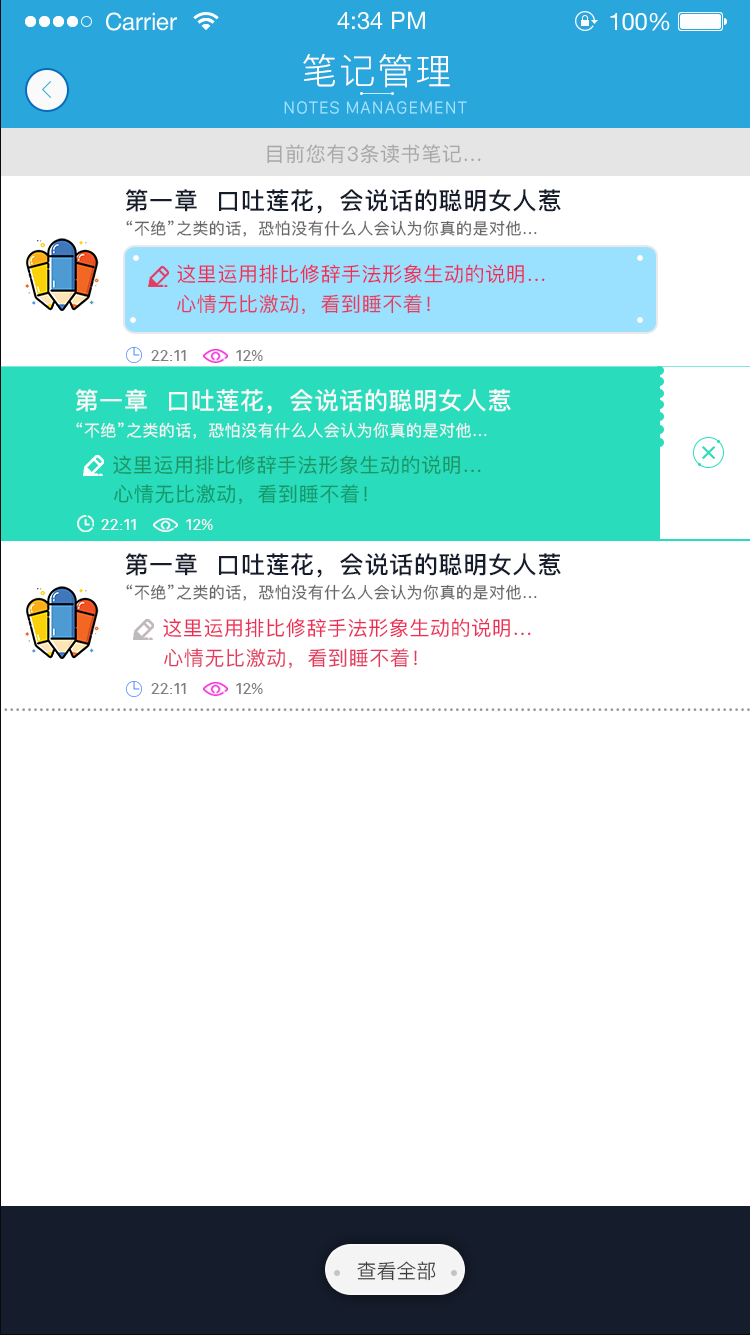 Carrier 4:34 PM 100%
笔记管理
NOTES MANAGEMENT
目前您有3条读书笔记...
第一章 口吐莲花，会说话的聪明女人惹
“不绝”之类的话，恐怕没有什么人会认为你真的是对他...
这里运用排比修辞手法形象生动的说明...
心情无比激动，看到睡不着！
22:11 12%
第一章 口吐莲花，会说话的聪明女人惹
“不绝”之类的话，恐怕没有什么人会认为你真的是对他...
这里运用排比修辞手法形象生动的说明...
心情无比激动，看到睡不着！
22:11 12%
第一章 口吐莲花，会说话的聪明女人惹
“不绝”之类的话，恐怕没有什么人会认为你真的是对他...
这里运用排比修辞手法形象生动的说明...
心情无比激动，看到睡不着！
22:11 12%
查看全部